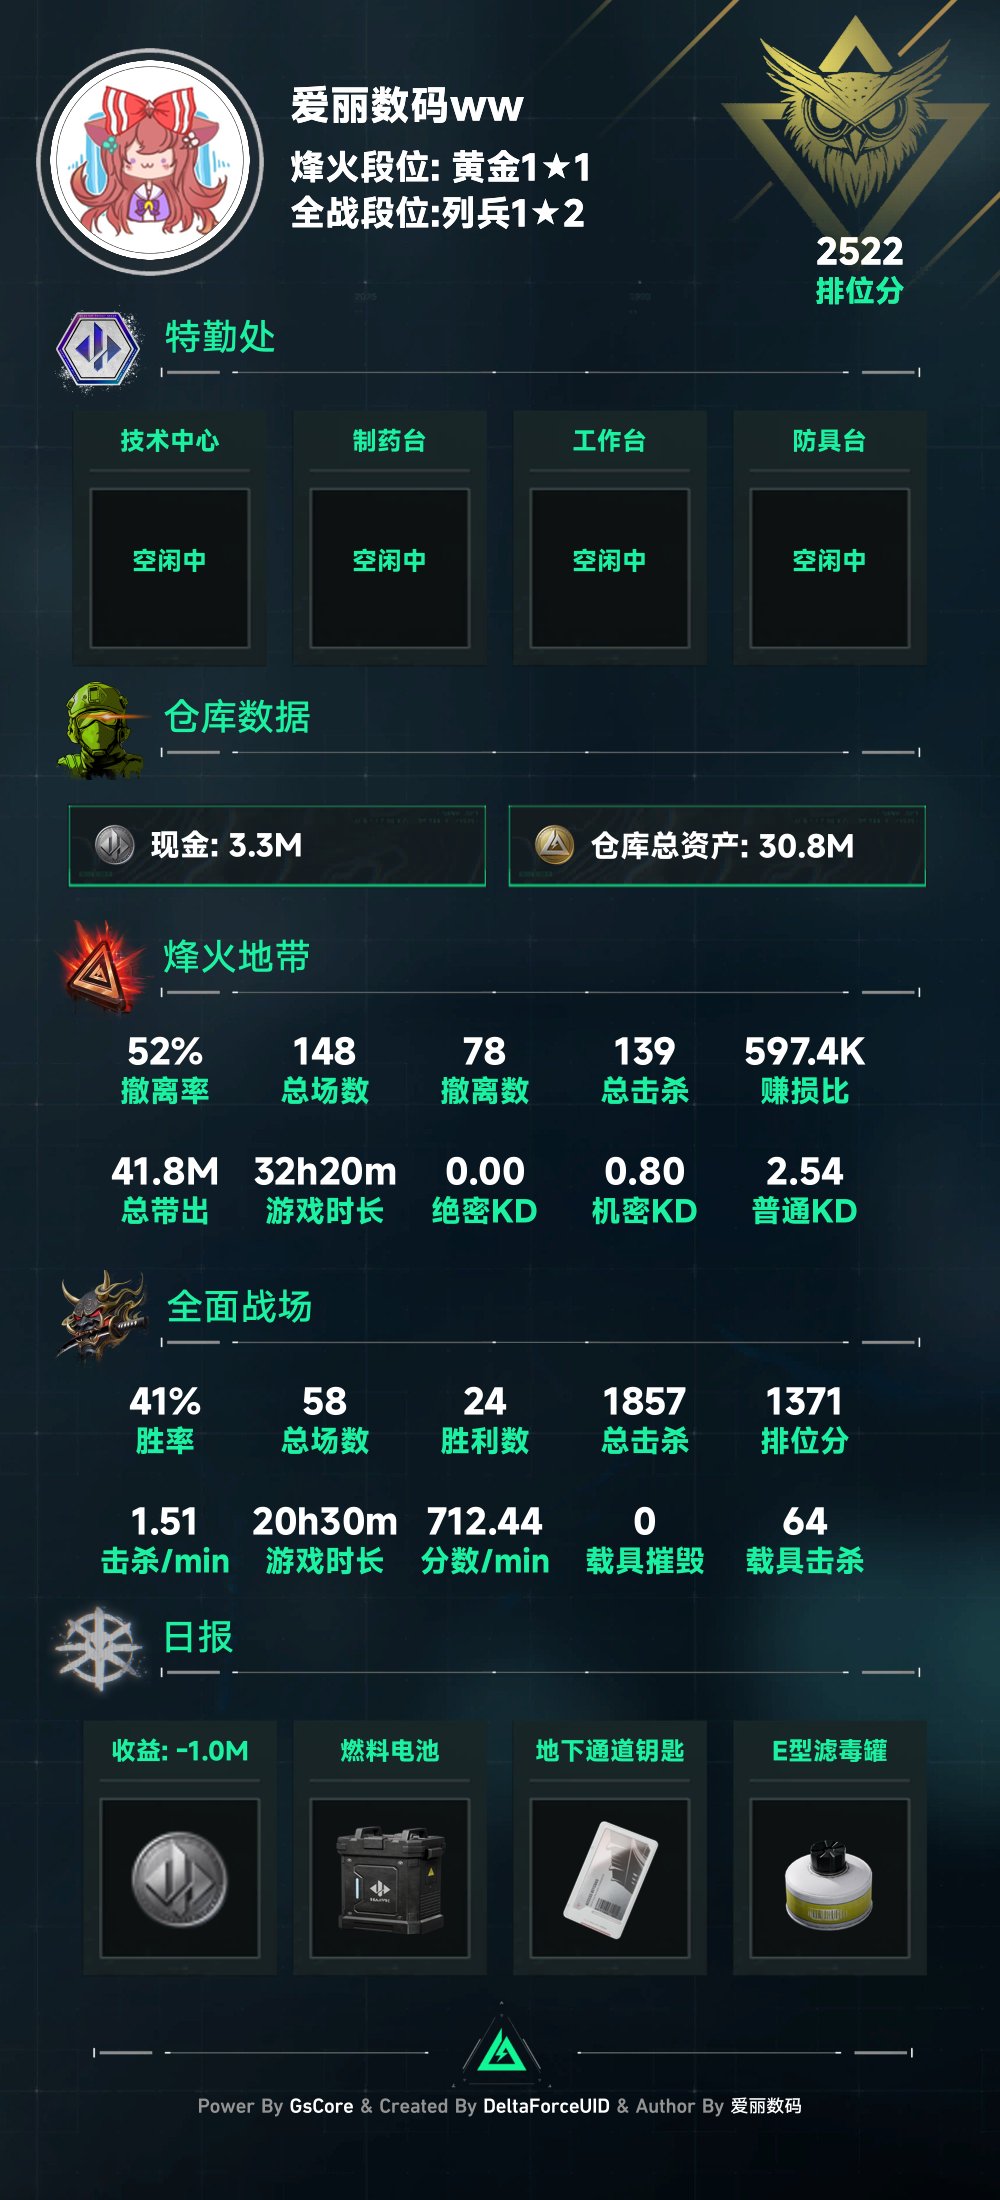 爱丽数码ww
烽火段位: 黄金1★1
全战段位:列兵1★2
2522
排位分
特勤处
技术中心 制药台 工作台 防具台
空闲中 空闲中 空闲中 空闲中
仓库数据
现金: 3.3M 仓库总资产: 30.8M
烽火地带
52% 148 78 139 597.4K
撤离率 总场数 撤离数 总击杀 赚损比
41.8M 32h20m 0.00 0.80 2.54
总带出 游戏时长 绝密KD 机密KD 普通KD
全面战场
41% 58 24 1857 1371
胜率 总场数 胜利数 总击杀 排位分
1.51 20h30m 712.44 0 64
击杀/min 游戏时长 分数/min 载具摧毁 载具击杀
日报
收益: -1.0M 燃料电池 地下通道钥匙 E型滤毒罐
Power By GsCore & Created By DeltaForceUID & Author By 爱丽数码